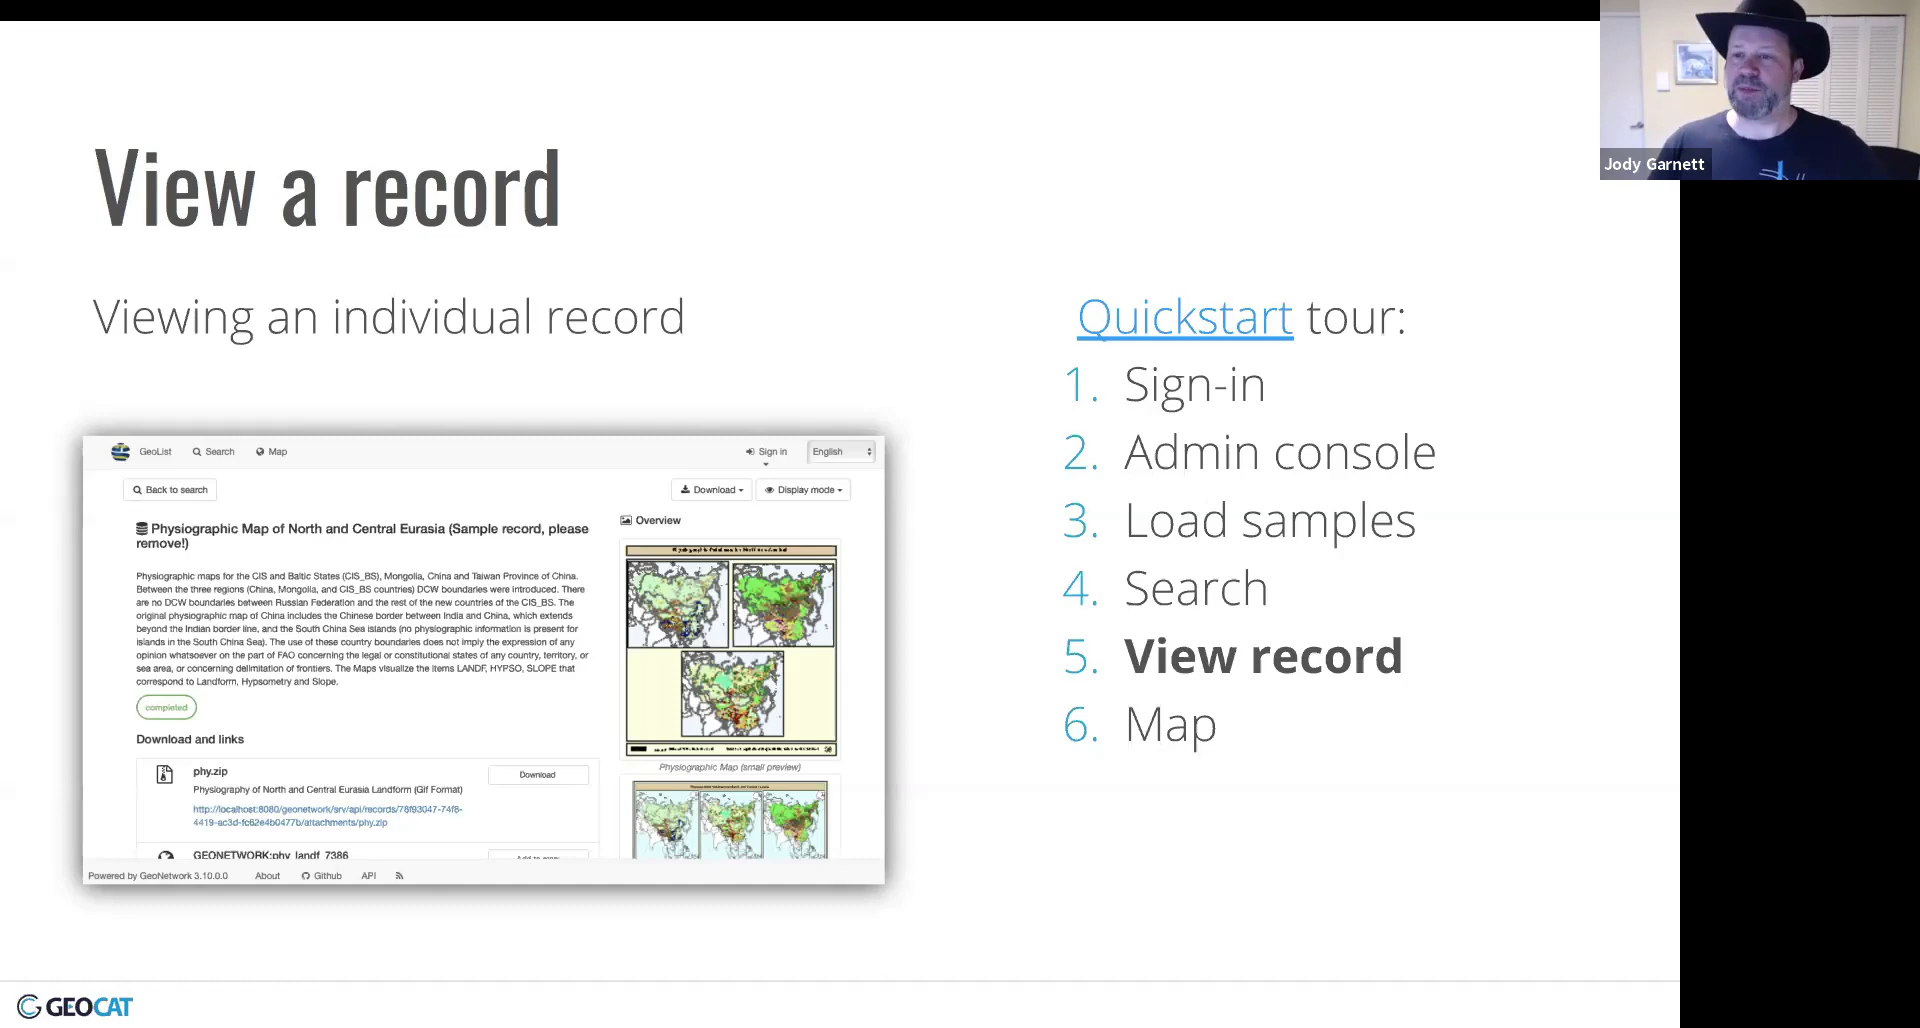 View a record
Viewing an individual record
GeoList
Search
Map
Sign in
English
Back to search
Download
Display mode
Physiographic Map of North and Central Eurasia (Sample record, please
remove!)
Physiographic maps for the CIS and Baltic States (CIS_BS), Mongolia, China and Taiwan Province of China.
Between the three regions (China, Mongolia, and CIS_BS countries) DCW boundaries were introduced. There
are no DCW boundaries between Russian Federation and the rest of the new countries of the CIS_BS. The
original physiographic map of China includes the Chinese border between India and China, which extends
beyond the Indian border line, and the South China Sea islands (no physiographic information is present for
islands in the South China Sea). The use of these country boundaries does not imply the expression of any
opinion whatsoever on the part of FAO concerning the legal or constitutional states of any country, territory, or
sea area, or concerning delimitation of frontiers. The Maps visualize the items LANDF, HYPSO, SLOPE that
correspond to Landform, Hypsometry and Slope.
completed
Download and links
phy.zip
Download
Physiography of North and Central Eurasia Landform (Gif Format)
http://localhost:8080/geonetwork/srv/api/records/78f93047-74f8-
4419-ac3d-fc62e4b0477b/attachments/phy.zip
GEONETWORK:phy_landf_7386
Overview
Physiographic Map (small preview)
Powered by GeoNetwork 3.10.0.0
About
Github
API
Quickstart tour:
1. Sign-in
2. Admin console
3. Load samples
4. Search
5. View record
6. Map
Jody Garnett
GEOCAT